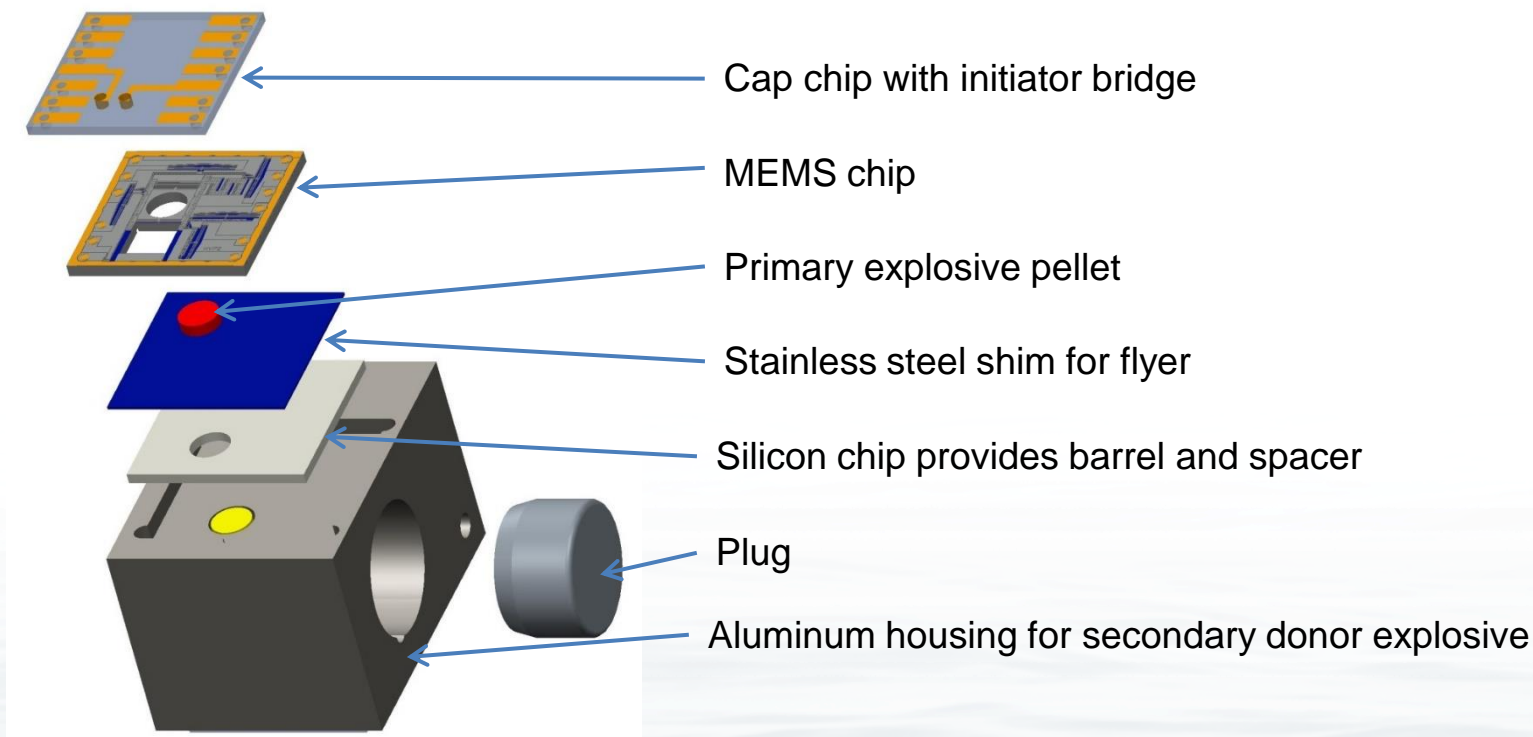 Cap chip with initiator bridge
MEMS chip
Primary explosive pellet
Stainless steel shim for flyer
Silicon chip provides barrel and spacer
Plug
Aluminum housing for secondary donor explosive